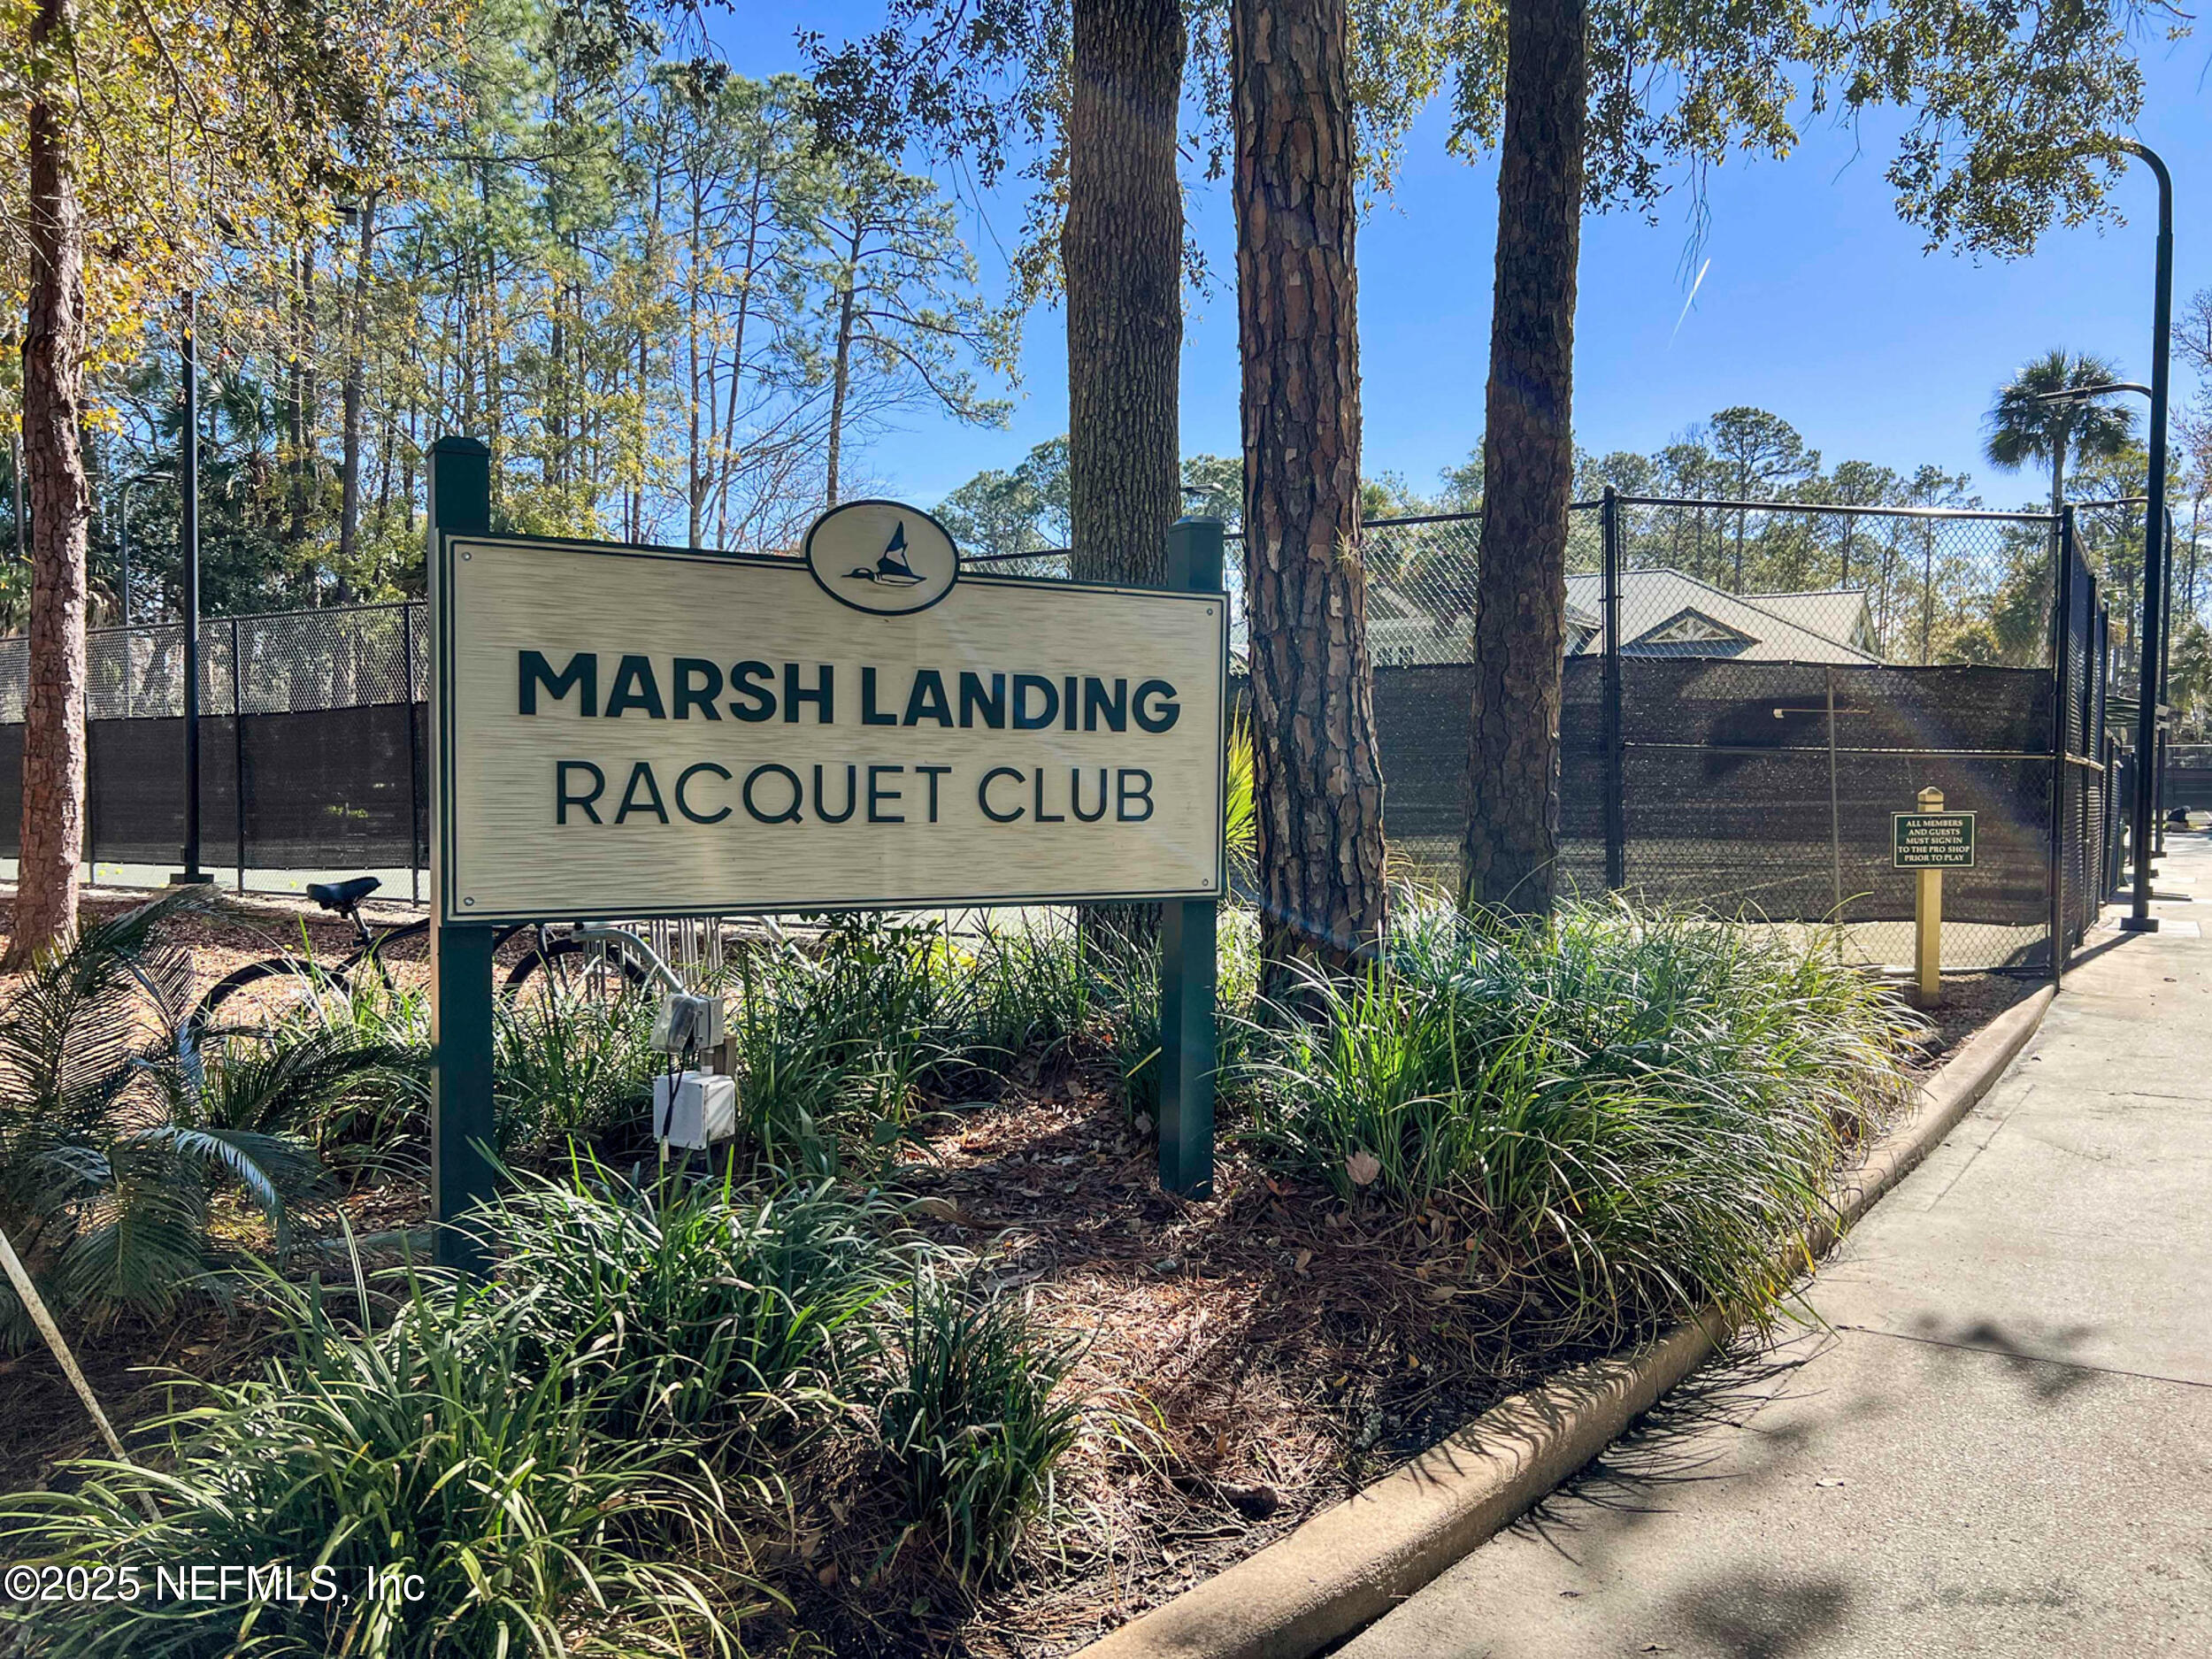 MARSH LANDING
RACQUET CLUB
ALL MEMBERS
AND GUESTS
MUST SIGN IN
TO THE PRO SHOP
PRIOR TO PLAY
©2025 NEFMLS, Inc